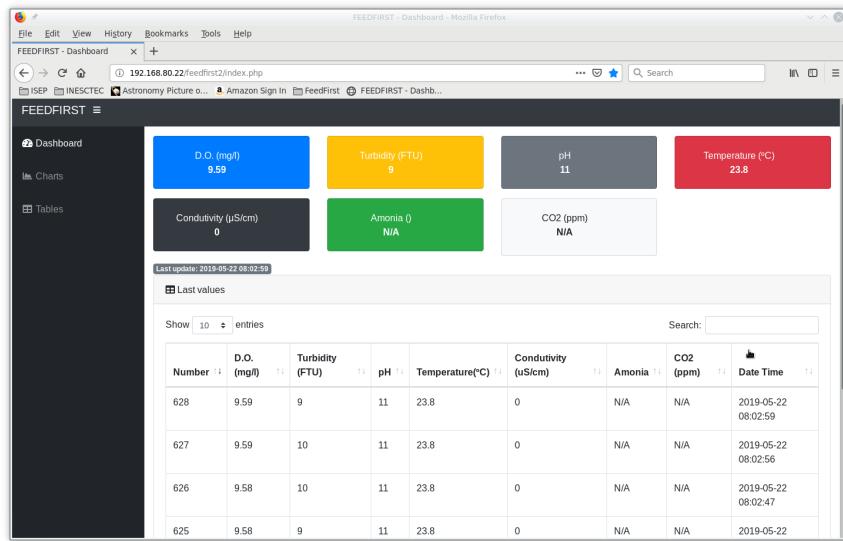 FEEDFIRST - Dashboard - Mozilla Firefox
File Edit View History Bookmarks Tools Help
FEEDFIRST - Dashboard × +
192.168.80.22/feedfirst2/index.php Search
ISEP INESCTEC Astronomy Picture o... Amazon Sign In FeedFirst FEEDFIRST - Dashb...
FEEDFIRST
Dashboard
Charts
Tables
D.O. (mg/l)
9.59
Turbidity (FTU)
9
pH
11
Temperature (ºC)
23.8
Condutivity (µS/cm)
0
Amonia ()
N/A
CO2 (ppm)
N/A
Last update: 2019-05-22 08:02:59
Last values
Show 10 entries Search:
Number D.O. (mg/l) Turbidity (FTU) pH Temperature(ºC) Condutivity (uS/cm) Amonia CO2 (ppm) Date Time
628 9.59 9 11 23.8 0 N/A N/A 2019-05-22 08:02:59
627 9.59 10 11 23.8 0 N/A N/A 2019-05-22 08:02:56
626 9.58 10 11 23.8 0 N/A N/A 2019-05-22 08:02:47
625 9.58 9 11 23.8 0 N/A N/A 2019-05-22